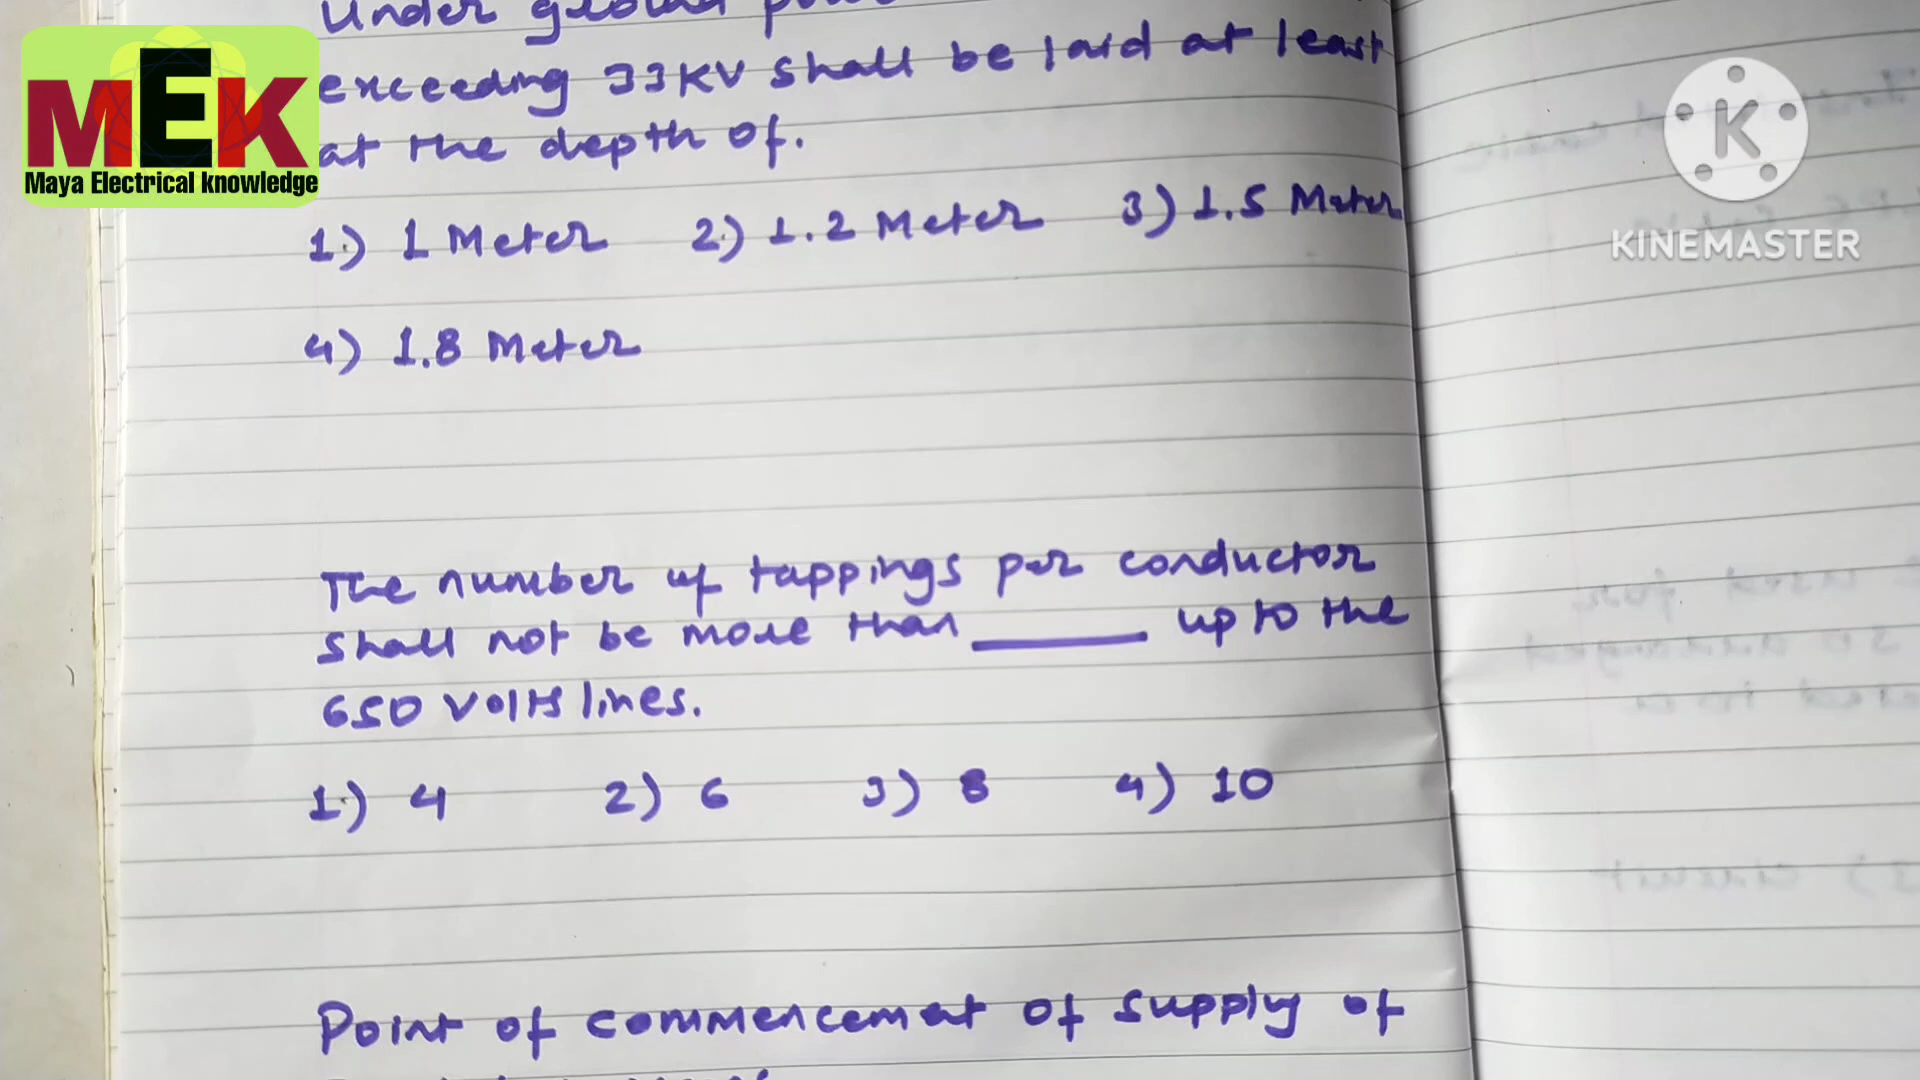 Under
exceeding 33KV shall be laid at least
at the depth of.
1) 1 Meter 2) 1.2 Meter 3) 1.5 Meter
4) 1.8 Meter
The number of tappings per conductor
shall not be more than ______ up to the
650 volts lines.
1) 4 2) 6 3) 8 4) 10
Point of commencement of supply of
MEK
Maya Electrical knowledge
K
KINEMASTER